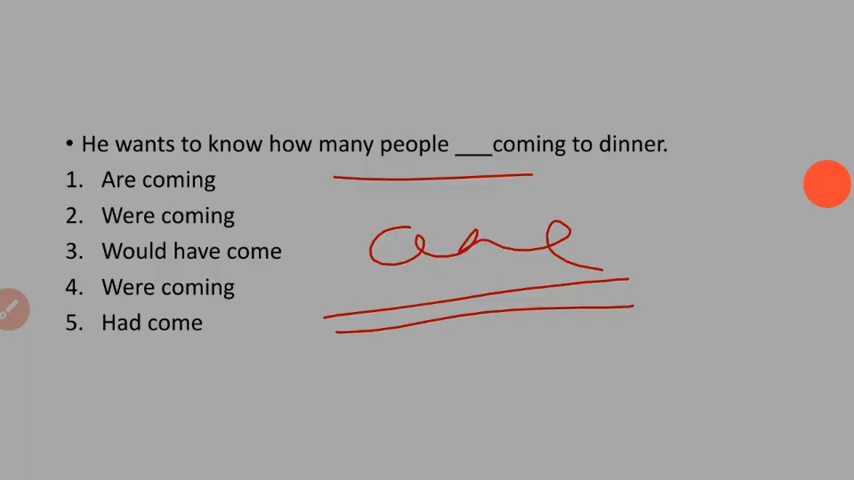 • He wants to know how many people ___coming to dinner.
1. Are coming
2. Were coming
3. Would have come
are
4. Were coming
5. Had come